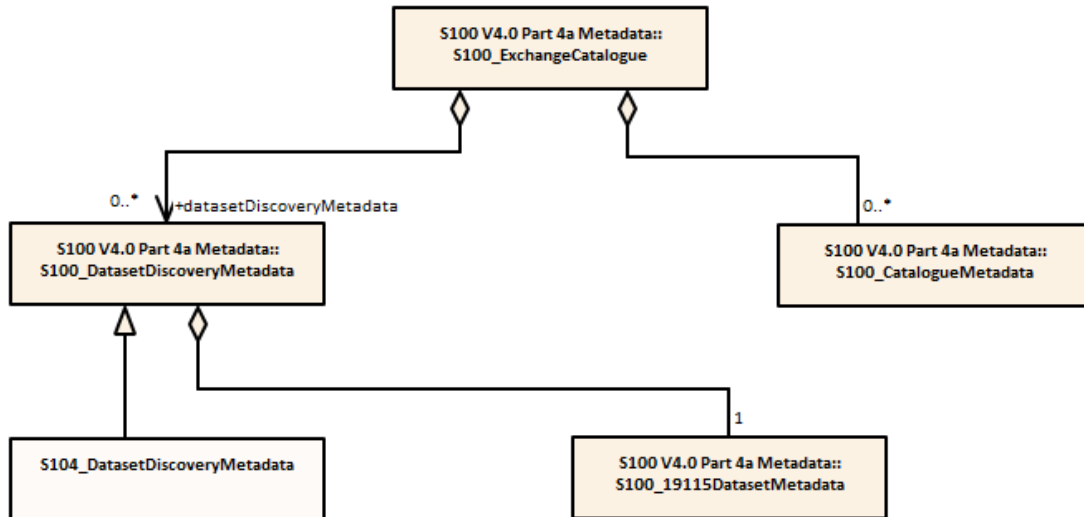 S100 V4.0 Part 4a Metadata::
S100_ExchangeCatalogue
0..*
+datasetDiscoveryMetadata
0..*
S100 V4.0 Part 4a Metadata::
S100_DatasetDiscoveryMetadata
S100 V4.0 Part 4a Metadata::
S100_CatalogueMetadata
1
S104_DatasetDiscoveryMetadata
S100 V4.0 Part 4a Metadata::
S100_19115DatasetMetadata